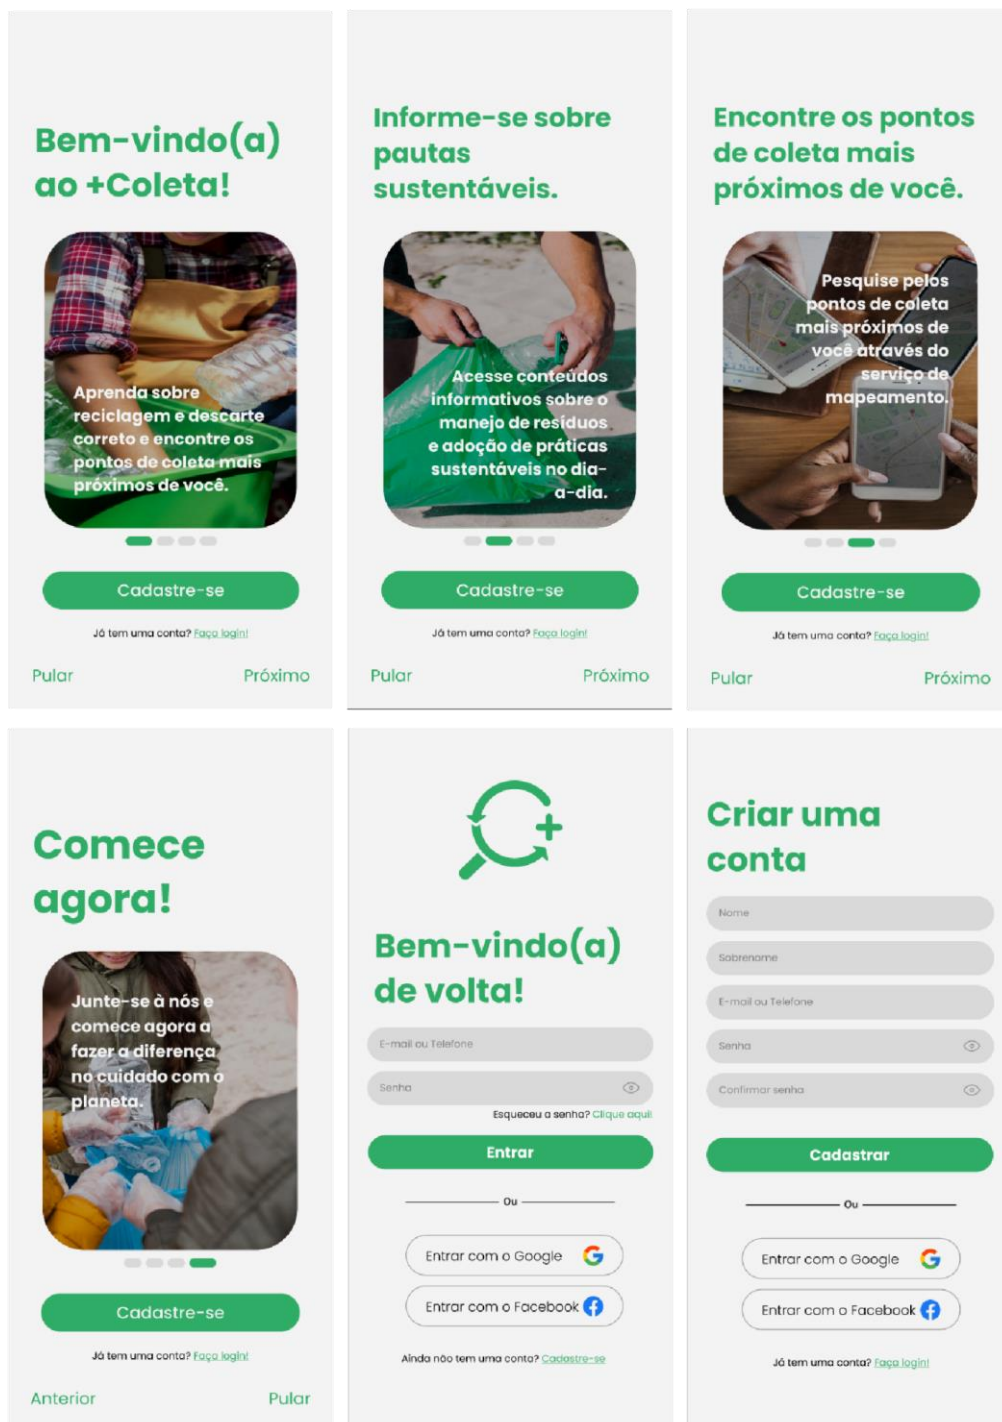 Bem-vindo(a)
ao +Coleta!
Aprenda sobre
reciclagem e descarte
correto e encontre os
pontos de coleta mais
próximos de você.
Cadastre-se
Já tem uma conta? Faça login!
Pular
Próximo
Informe-se sobre
pautas
sustentáveis.
Acesse conteúdos
informativos sobre o
manejo de resíduos
e adoção de práticas
sustentáveis no dia-
a-dia.
Cadastre-se
Já tem uma conta? Faça login!
Pular
Próximo
Encontre os pontos
de coleta mais
próximos de você.
Pesquise pelos
pontos de coleta
mais próximos de
você através do
serviço de
mapeamento.
Cadastre-se
Já tem uma conta? Faça login!
Pular
Próximo
Comece
agora!
Junte-se à nós e
comece agora a
fazer a diferença
no cuidado com o
planeta.
Cadastre-se
Já tem uma conta? Faça login!
Anterior
Pular
Bem-vindo(a)
de volta!
E-mail ou Telefone
Senha
Esqueceu a senha? Clique aqui!
Entrar
Ou
Entrar com o Google
Entrar com o Facebook
Ainda não tem uma conta? Cadastre-se
Criar uma
conta
Nome
Sobrenome
E-mail ou Telefone
Senha
Confirmar senha
Cadastrar
Ou
Entrar com o Google
Entrar com o Facebook
Já tem uma conta? Faça login!